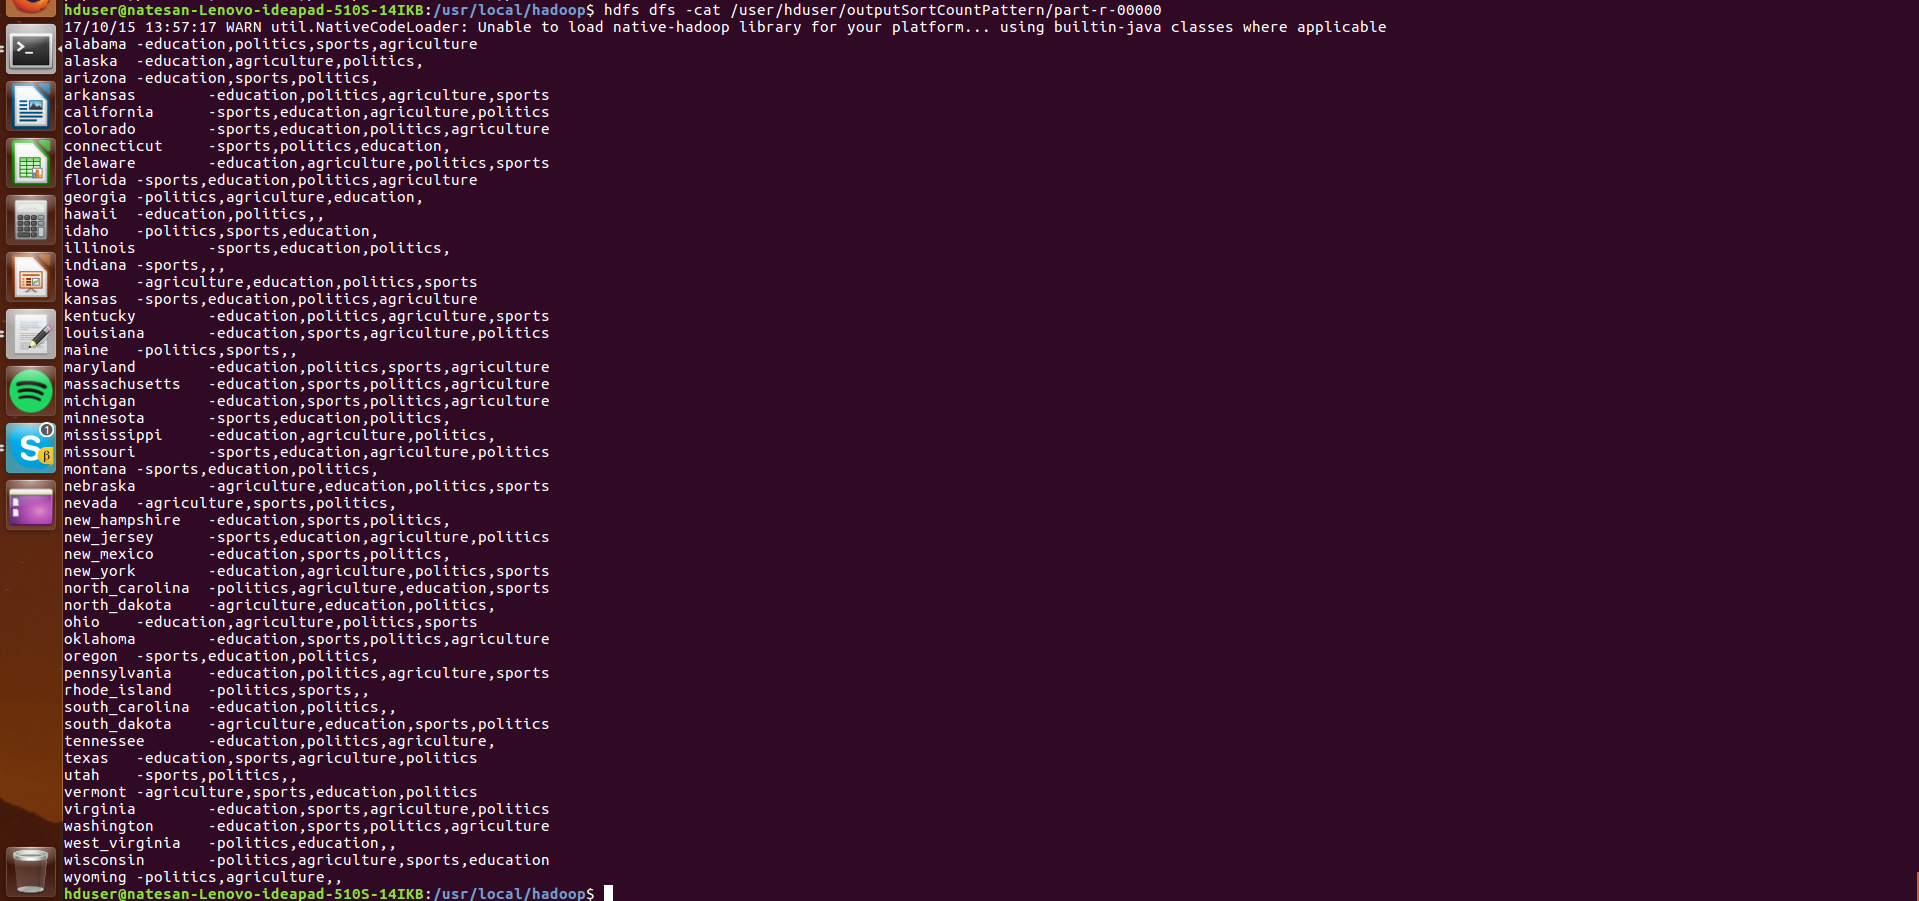 hduser@natesan-Lenovo-ideapad-510S-14IKB:/usr/local/hadoop$ hdfs dfs -cat /user/hduser/outputSortCountPattern/part-r-00000
17/10/15 13:57:17 WARN util.NativeCodeLoader: Unable to load native-hadoop library for your platform... using builtin-java classes where applicable
alabama -education,politics,sports,agriculture
alaska  -education,agriculture,politics,
arizona -education,sports,politics,
arkansas        -education,politics,agriculture,sports
california      -sports,education,agriculture,politics
colorado        -sports,education,politics,agriculture
connecticut     -sports,politics,education,
delaware        -education,agriculture,politics,sports
florida -sports,education,politics,agriculture
georgia -politics,agriculture,education,
hawaii  -education,politics,,
idaho   -politics,sports,education,
illinois        -sports,education,politics,
indiana -sports,,,
iowa    -agriculture,education,politics,sports
kansas  -sports,education,politics,agriculture
kentucky        -education,politics,agriculture,sports
louisiana       -education,sports,agriculture,politics
maine   -politics,sports,,
maryland        -education,politics,sports,agriculture
massachusetts   -education,sports,politics,agriculture
michigan        -education,sports,politics,agriculture
minnesota       -sports,education,politics,
mississippi     -education,agriculture,politics,
missouri        -sports,education,agriculture,politics
montana -sports,education,politics,
nebraska        -agriculture,education,politics,sports
nevada  -agriculture,sports,politics,
new_hampshire   -education,sports,politics,
new_jersey      -sports,education,agriculture,politics
new_mexico      -education,sports,politics,
new_york        -education,agriculture,politics,sports
north_carolina  -politics,agriculture,education,sports
north_dakota    -agriculture,education,politics,
ohio    -education,agriculture,politics,sports
oklahoma        -education,sports,politics,agriculture
oregon  -sports,education,politics,
pennsylvania    -education,politics,agriculture,sports
rhode_island    -politics,sports,,
south_carolina  -education,politics,,
south_dakota    -agriculture,education,sports,politics
tennessee       -education,politics,agriculture,
texas   -education,sports,agriculture,politics
utah    -sports,politics,,
vermont -agriculture,sports,education,politics
virginia        -education,sports,agriculture,politics
washington      -education,sports,politics,agriculture
west_virginia   -politics,education,,
wisconsin       -politics,agriculture,sports,education
wyoming -politics,agriculture,,
hduser@natesan-Lenovo-ideapad-510S-14IKB:/usr/local/hadoop$